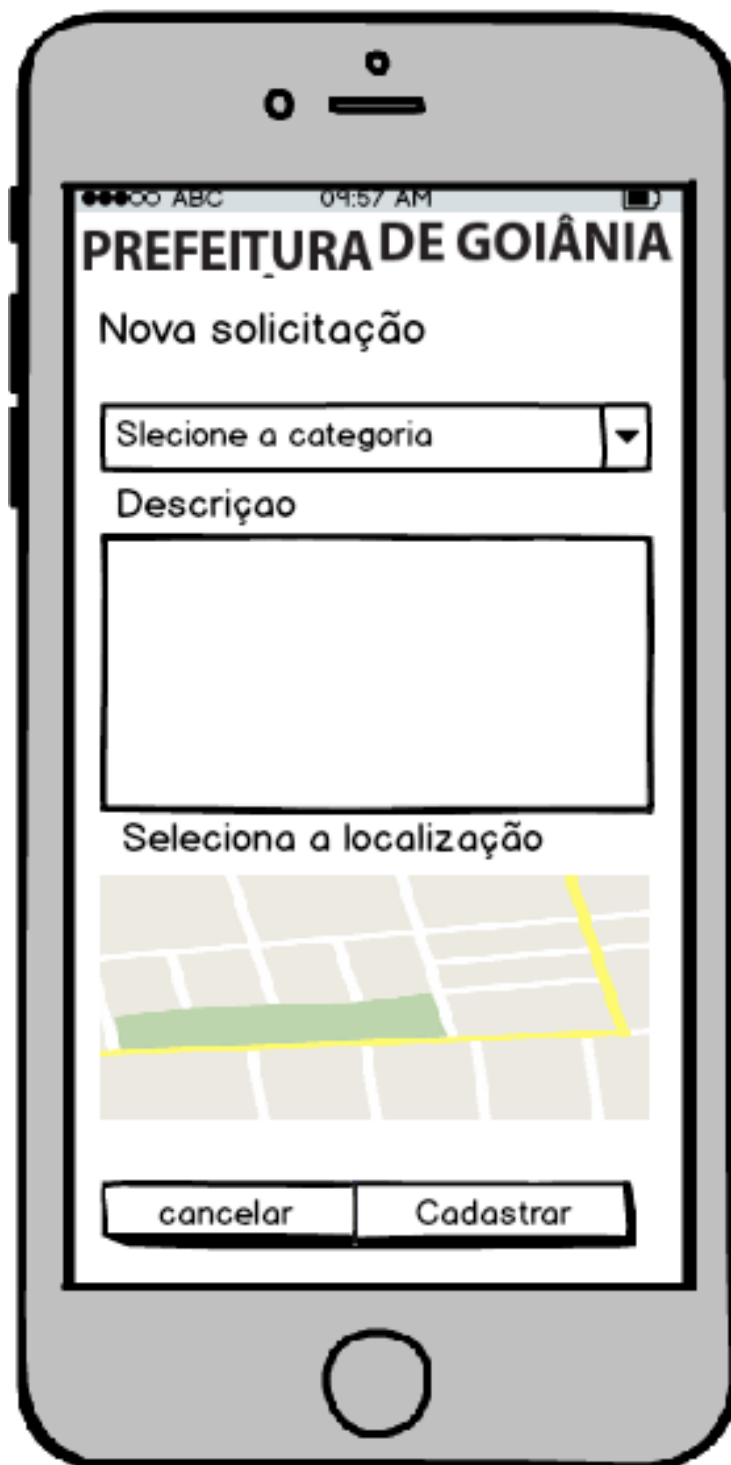 ABC 09:57 AM
PREFEITURA DE GOIÂNIA
Nova solicitação
Slecione a categoria
Descriçao
Seleciona a localização
cancelar Cadastrar